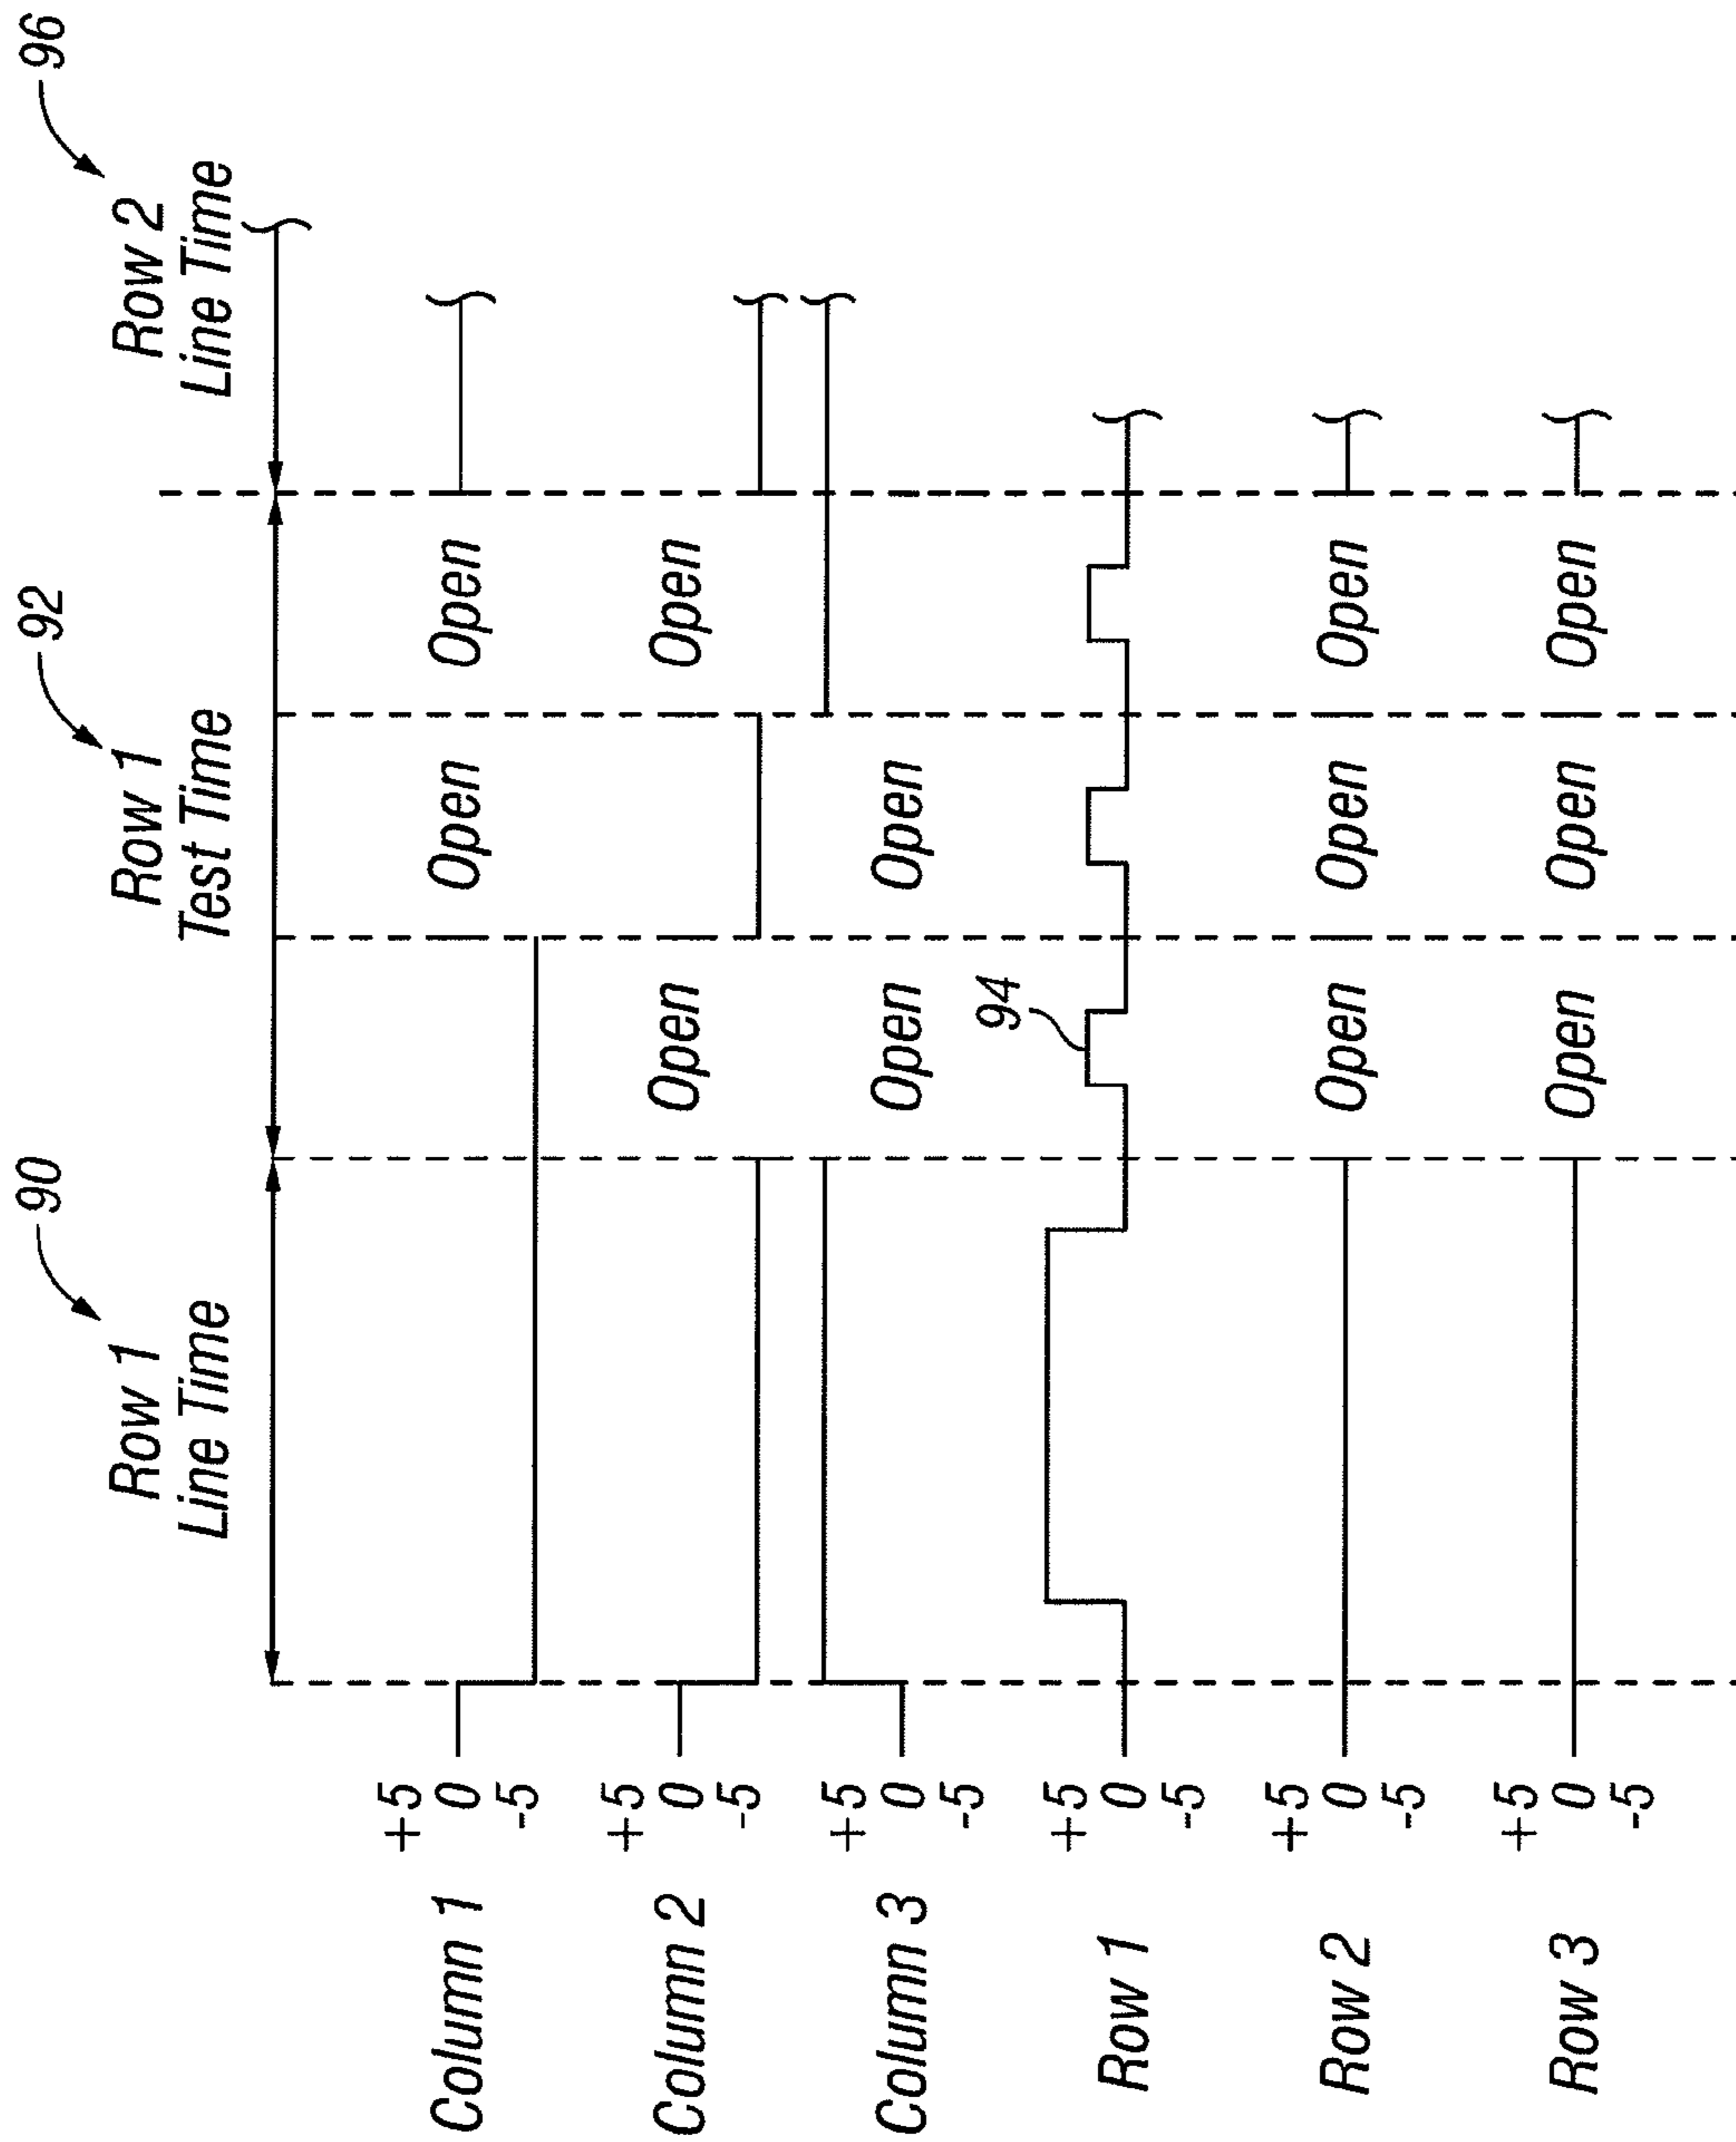 90
92
96
Row 1
Line Time
Row 1
Test Time
Row 2
Line Time
Column 1
+5
0
-5
Open
Open
Column 2
+5
0
-5
Open
Open
Column 3
+5
0
-5
Open
Open
94
Row 1
+5
0
-5
Row 2
+5
0
-5
Open
Open
Open
Row 3
+5
0
-5
Open
Open
Open